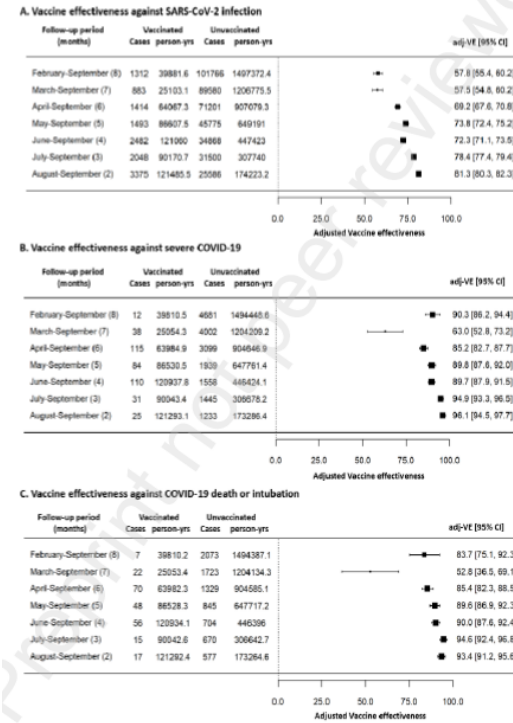 A. Vaccine effectiveness against SARS-CoV-2 infection
Follow-up period Vaccinated Unvaccinated
(months) Cases person-yrs Cases person-yrs adj-VE [95% CI]
February-September (8) 1312 39881.6 101766 1497372.4 57.8 [55.4, 60.2]
March-September (7) 883 25103.1 89580 1206775.5 57.5 [54.8, 60.2]
April-September (6) 1414 64067.3 71201 907079.3 69.2 [67.6, 70.8]
May-September (5) 1493 86607.5 45775 649191 73.8 [72.4, 75.2]
June-September (4) 2482 121060 34868 447423 72.3 [71.1, 73.5]
July-September (3) 2048 90170.7 31500 307740 78.4 [77.4, 79.4]
August-September (2) 3375 121485.5 25586 174223.2 81.3 [80.3, 82.3]
0.0 25.0 50.0 75.0 100.0
Adjusted Vaccine effectiveness
B. Vaccine effectiveness against severe COVID-19
Follow-up period Vaccinated Unvaccinated
(months) Cases person-yrs Cases person-yrs adj-VE [95% CI]
February-September (8) 12 39810.5 4681 1494448.6 90.3 [86.2, 94.4]
March-September (7) 38 25054.3 4002 1204209.2 63.0 [52.8, 73.2]
April-September (6) 115 63984.9 3099 904646.9 85.2 [82.7, 87.7]
May-September (5) 84 86530.5 1939 647761.4 89.8 [87.6, 92.0]
June-September (4) 110 120937.8 1558 446424.1 89.7 [87.9, 91.5]
July-September (3) 31 90043.4 1445 306678.2 94.9 [93.3, 96.5]
August-September (2) 25 121293.1 1233 173286.4 96.1 [94.5, 97.7]
0.0 25.0 50.0 75.0 100.0
Adjusted Vaccine effectiveness
C. Vaccine effectiveness against COVID-19 death or intubation
Follow-up period Vaccinated Unvaccinated
(months) Cases person-yrs Cases person-yrs adj-VE [95% CI]
February-September (8) 7 39810.2 2073 1494387.1 83.7 [75.1, 92.3
March-September (7) 22 25053.4 1723 1204134.3 52.8 [36.5, 69.1
April-September (6) 70 63982.3 1329 904585.1 85.4 [82.3, 88.5
May-September (5) 48 86528.3 845 647717.2 89.6 [86.9, 92.3
June-September (4) 56 120934.1 704 446396 90.0 [87.6, 92.4
July-September (3) 15 90042.6 670 306642.7 94.6 [92.4, 96.8
August-September (2) 17 121292.4 577 173264.6 93.4 [91.2, 95.6
0.0 25.0 50.0 75.0 100.0
Adjusted Vaccine effectiveness
Preprint not peer review